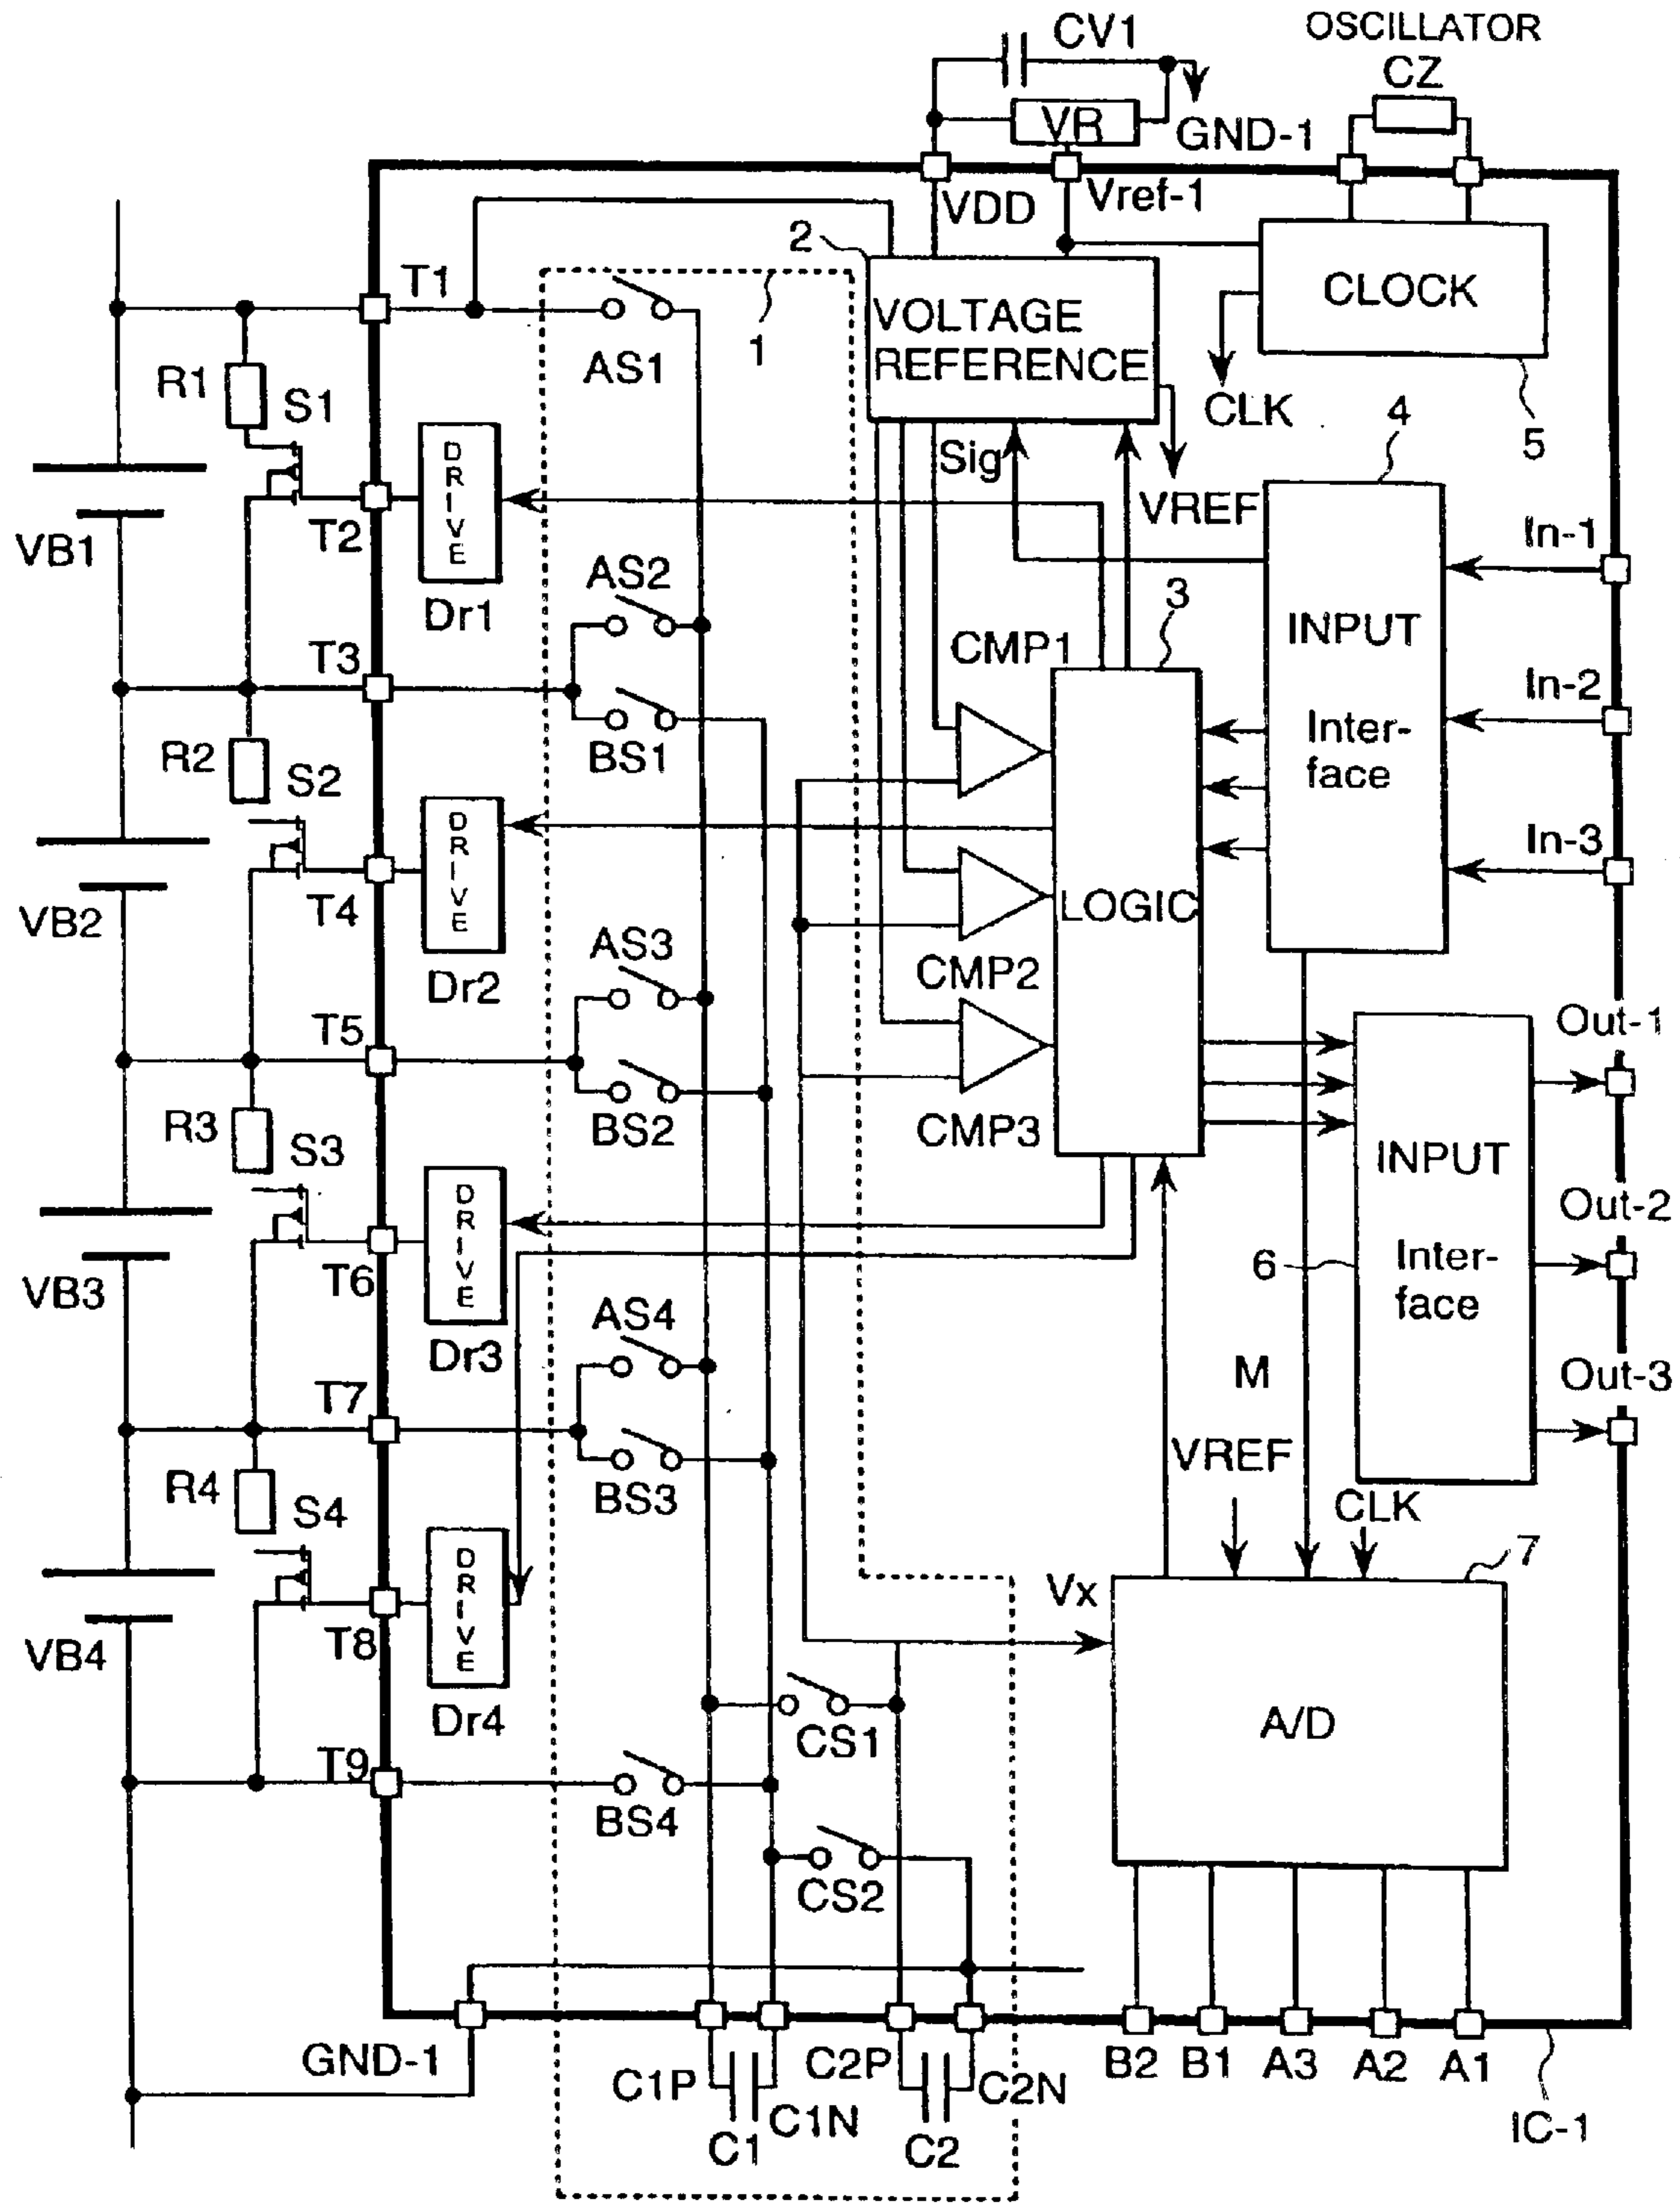 OSCILLATOR
CV1
CZ
VR
GND-1
VDD
Vref-1
2
T1
1
AS1
VOLTAGE
REFERENCE
CLOCK
5
CLK
R1
S1
DRIVE
Sig
VREF
4
T2
VB1
Dr1
AS2
3
INPUT
Inter-
face
In-1
In-2
In-3
T3
BS1
CMP1
R2
S2
DRIVE
T4
VB2
Dr2
AS3
CMP2
LOGIC
T5
BS2
CMP3
R3
S3
DRIVE
T6
VB3
Dr3
AS4
Out-1
INPUT
Inter-
face
Out-2
6
Out-3
T7
BS3
M
VREF
CLK
R4
S4
DRIVE
T8
VB4
Dr4
Vx
7
A/D
CS1
T9
BS4
CS2
GND-1
C1P
C1N
C1
C2P
C2N
C2
B2
B1
A3
A2
A1
IC-1